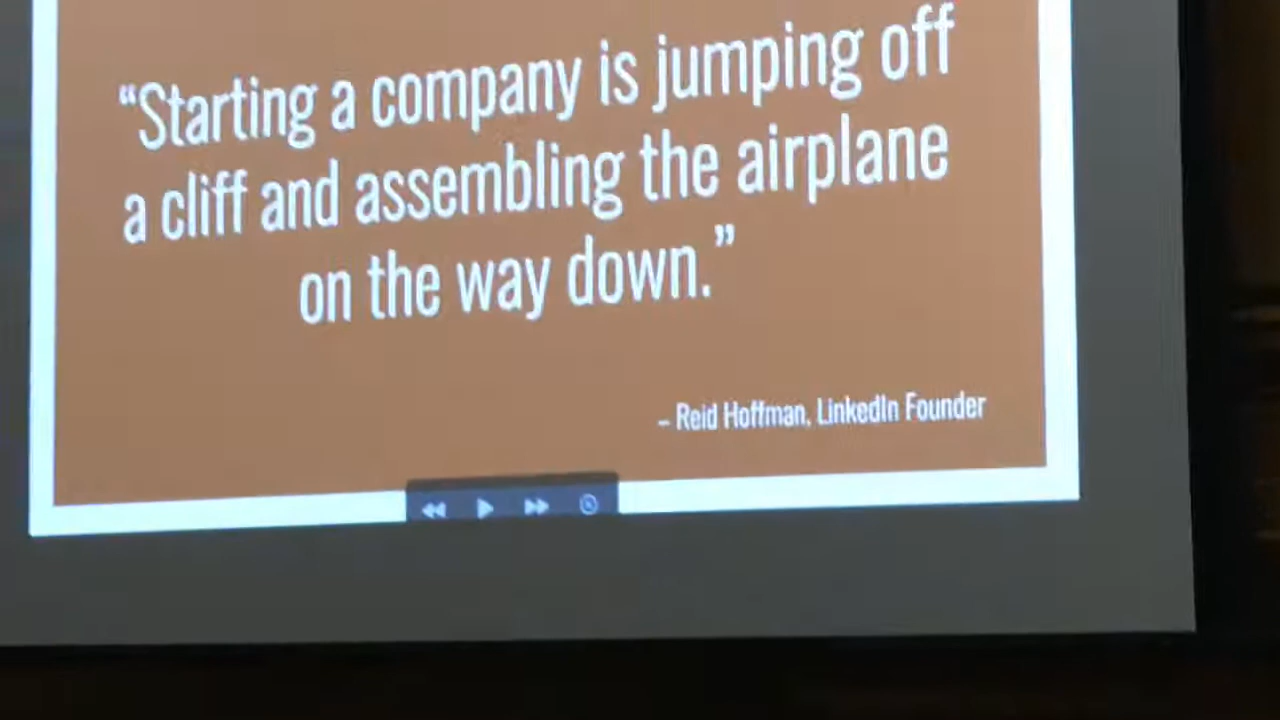 “Starting a company is jumping off
a cliff and assembling the airplane
on the way down.”
– Reid Hoffman, LinkedIn Founder